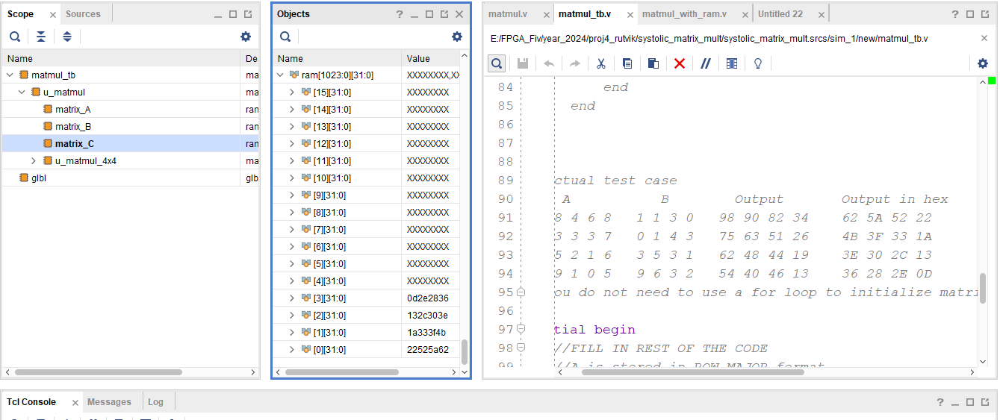 Scope
Sources
Name De
matmul_tb ma
u_matmul ma
matrix_A ran
matrix_B ran
matrix_C ran
u_matmul_4x4 ma
glbl glb
Objects
Name Value
ram[1023:0][31:0] XXXXXXXX,XX
[15][31:0] XXXXXXXX
[14][31:0] XXXXXXXX
[13][31:0] XXXXXXXX
[12][31:0] XXXXXXXX
[11][31:0] XXXXXXXX
[10][31:0] XXXXXXXX
[9][31:0] XXXXXXXX
[8][31:0] XXXXXXXX
[7][31:0] XXXXXXXX
[6][31:0] XXXXXXXX
[5][31:0] XXXXXXXX
[4][31:0] XXXXXXXX
[3][31:0] 0d2e2836
[2][31:0] 132c303e
[1][31:0] 1a333f4b
[0][31:0] 22525a62
matmul.v matmul_tb.v matmul_with_ram.v Untitled 22
E:/FPGA_Fiv/year_2024/proj4_rutvik/systolic_matrix_mult/systolic_matrix_mult.srcs/sim_1/new/matmul_tb.v
84 end
85 end
86
87
88
89 ctual test case
90 A B Output Output in hex
91 8 4 6 8 1 1 3 0 98 90 82 34 62 5A 52 22
92 3 3 3 7 0 1 4 3 75 63 51 26 4B 3F 33 1A
93 5 2 1 6 3 5 3 1 62 48 44 19 3E 30 2C 13
94 9 1 0 5 9 6 3 2 54 40 46 13 36 28 2E 0D
95 ou do not need to use a for loop to initialize matri
96
97 tial begin
98 //FILL IN REST OF THE CODE
99 //A is stored in ROW MAJOR format
Tcl Console Messages Log